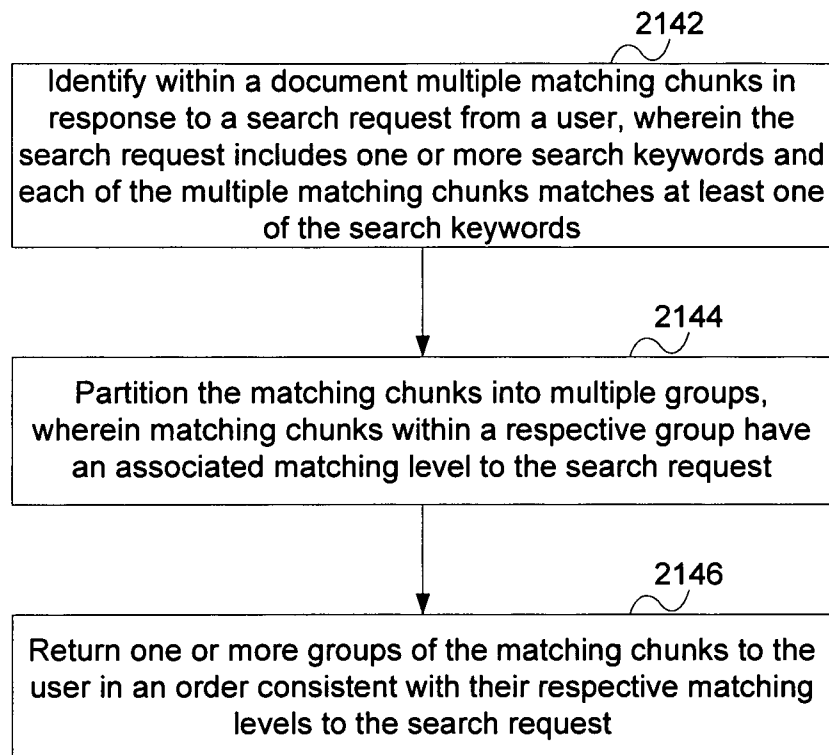 2142
Identify within a document multiple matching chunks in
response to a search request from a user, wherein the
search request includes one or more search keywords and
each of the multiple matching chunks matches at least one
of the search keywords
2144
Partition the matching chunks into multiple groups,
wherein matching chunks within a respective group have
an associated matching level to the search request
2146
Return one or more groups of the matching chunks to the
user in an order consistent with their respective matching
levels to the search request